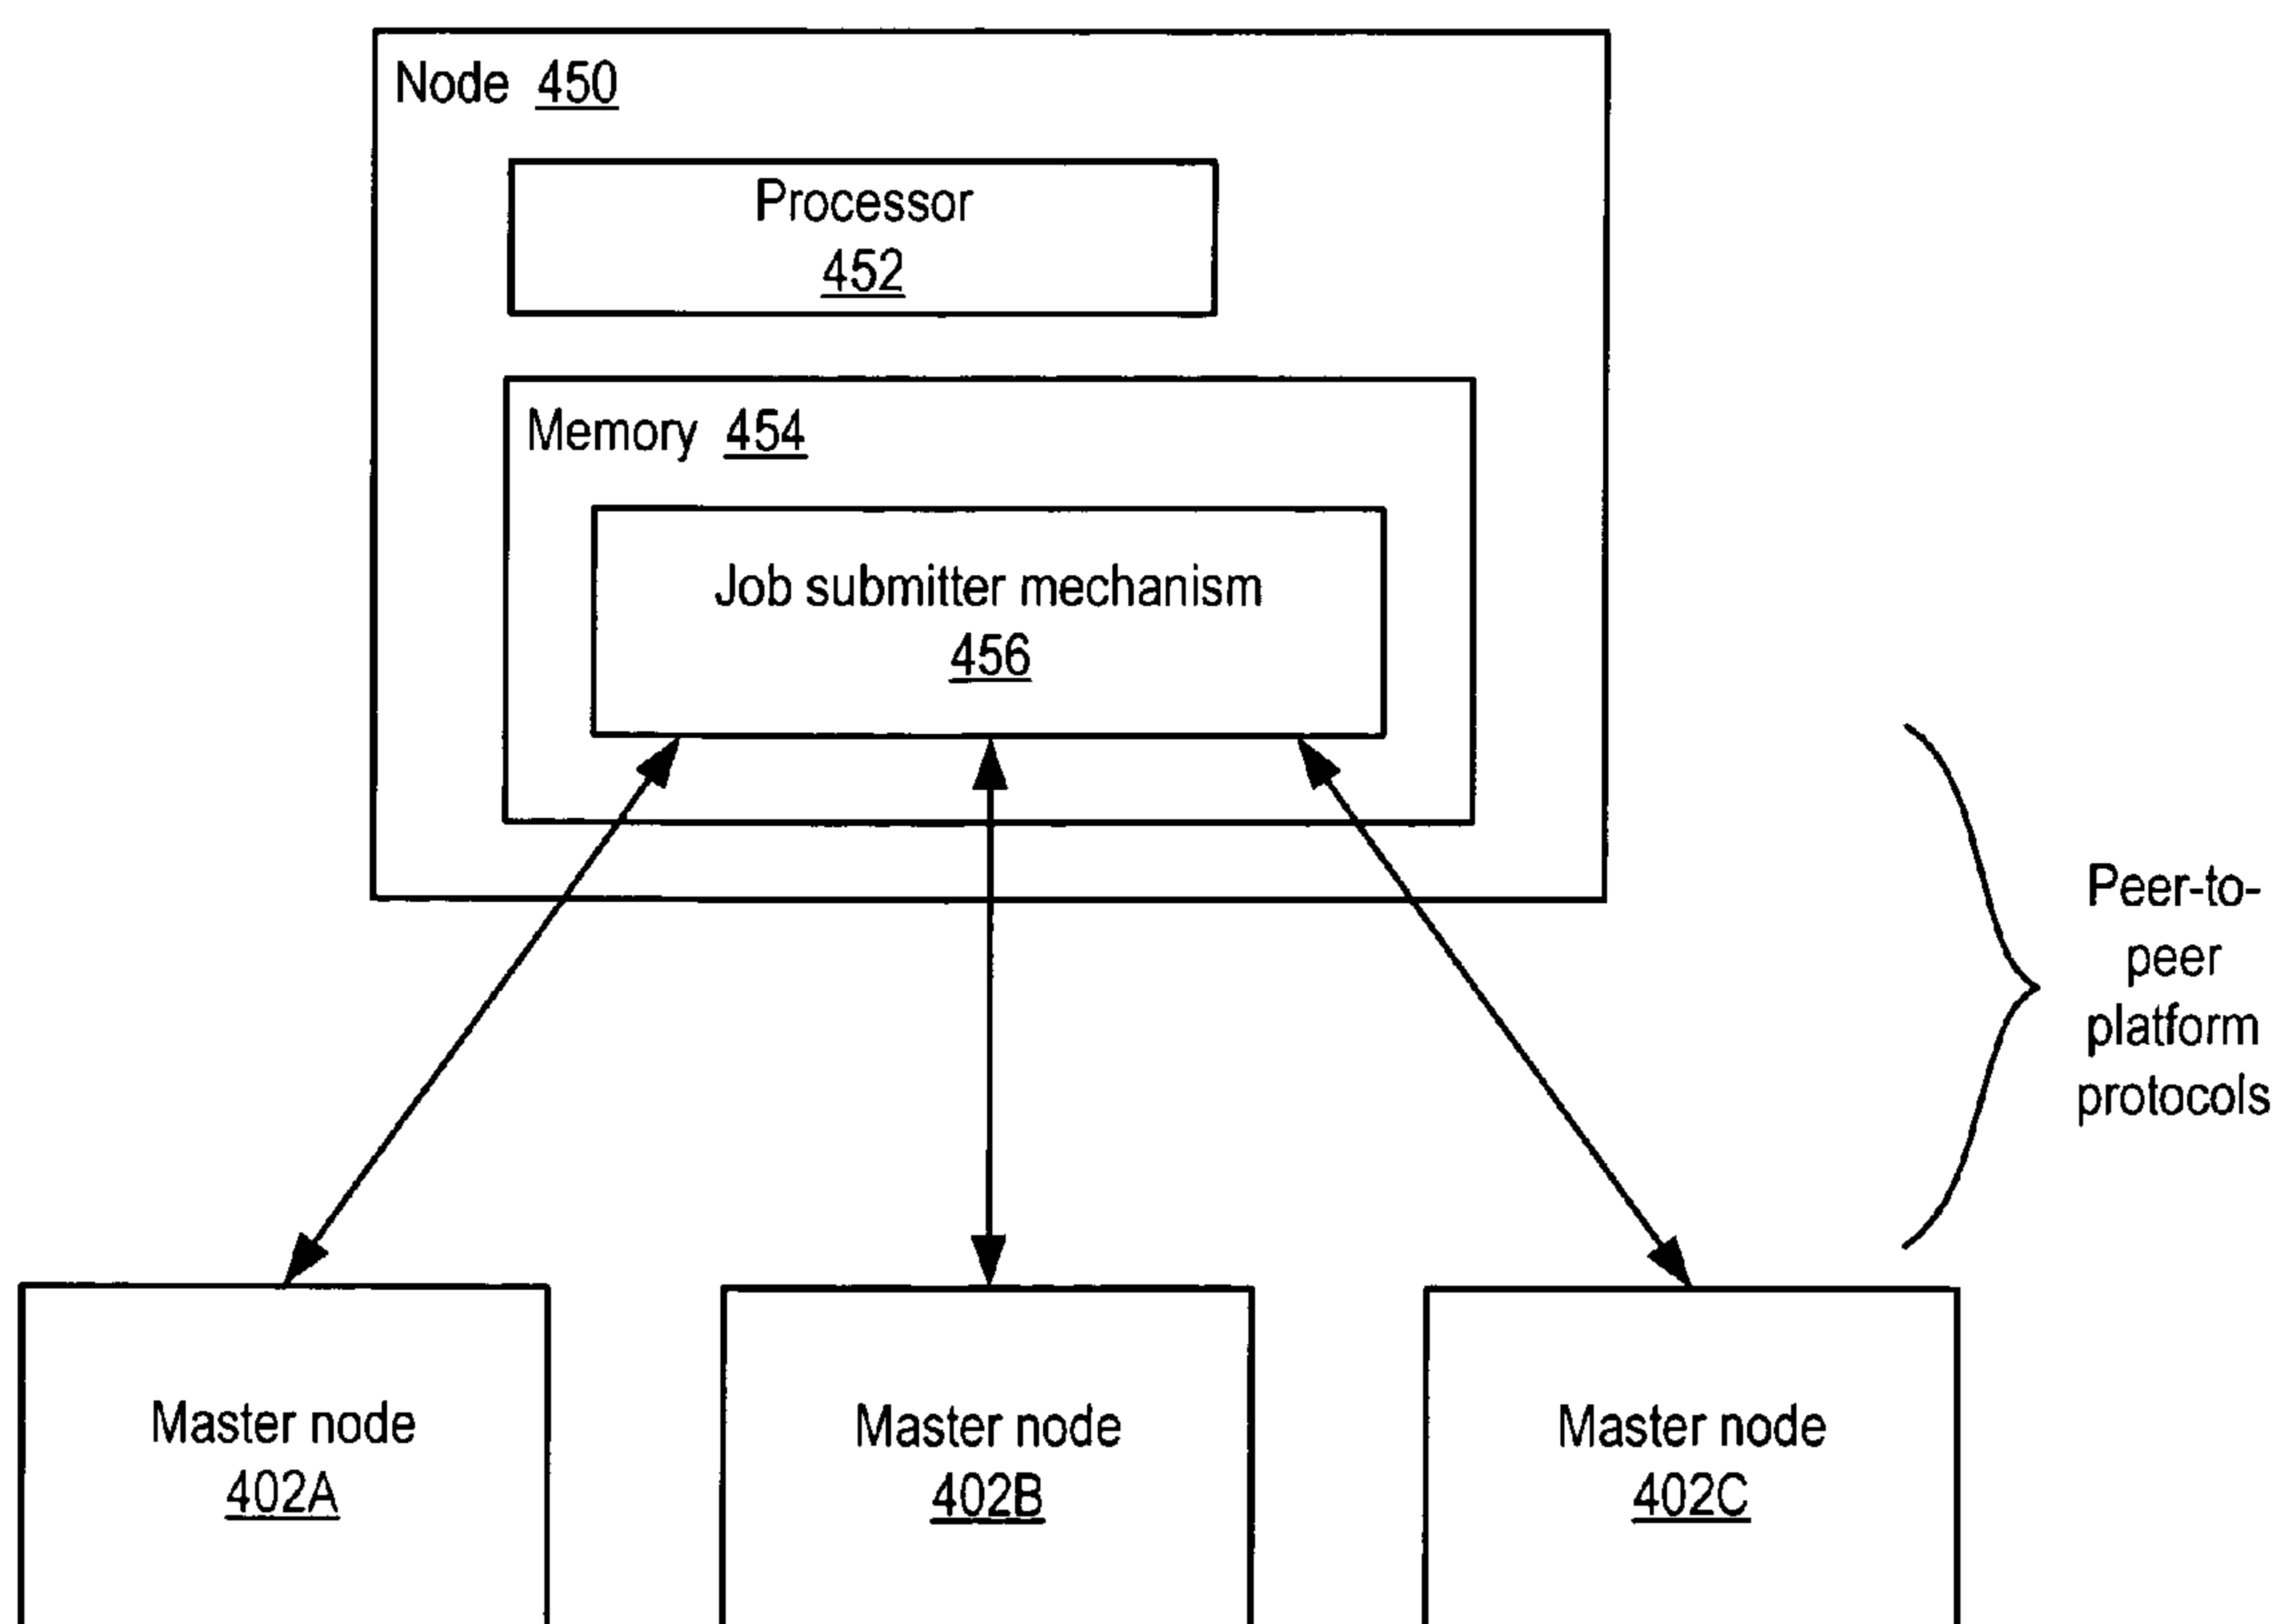 Node 450
Processor
452
Memory 454
Job submitter mechanism
456
Peer-to-
peer
platform
protocols
Master node
402A
Master node
402B
Master node
402C